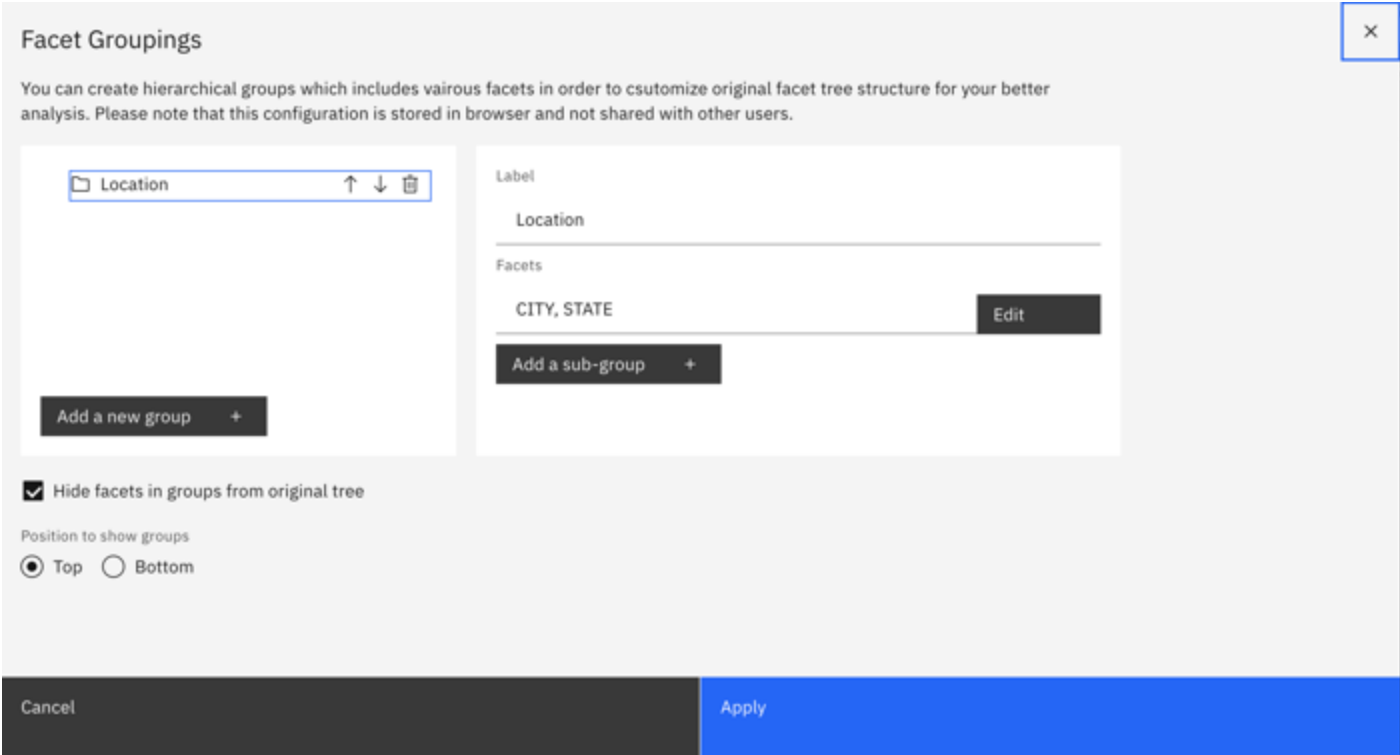 Facet Groupings
You can create hierarchical groups which includes vairous facets in order to csutomize original facet tree structure for your better
analysis. Please note that this configuration is stored in browser and not shared with other users.
Location
Add a new group +
Label
Location
Facets
CITY, STATE
Edit
Add a sub-group +
Hide facets in groups from original tree
Position to show groups
Top Bottom
Cancel
Apply